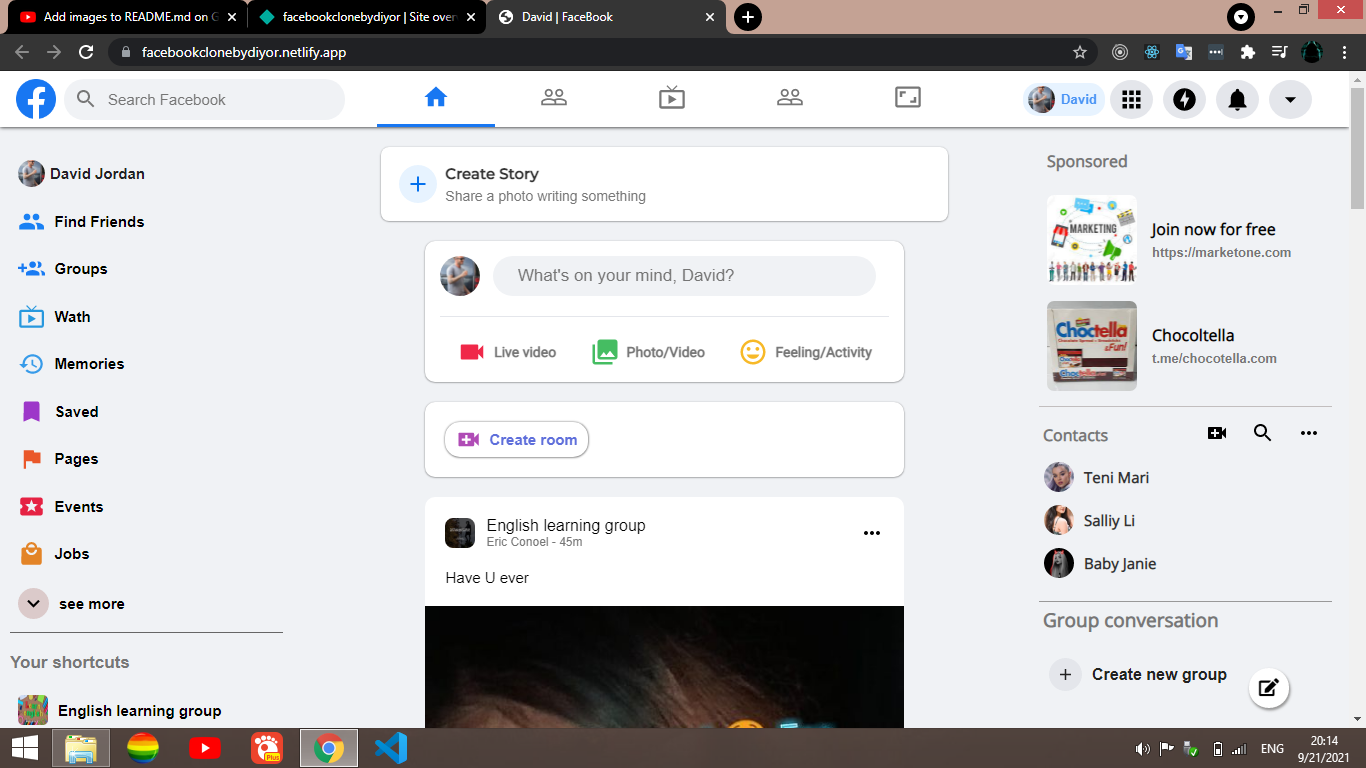 Add images to README.md on G
facebookclonebydiyor | Site over
David | FaceBook
facebookclonebydiyor.netlify.app
Search Facebook
David
David Jordan
Find Friends
Groups
Wath
Memories
Saved
Pages
Events
Jobs
see more
Your shortcuts
English learning group
Create Story
Share a photo writing something
What's on your mind, David?
Live video
Photo/Video
Feeling/Activity
Create room
English learning group
Eric Conoel - 45m
Have U ever
Sponsored
MARKETING
Join now for free
https://marketone.com
Choctella
&Fun!
Chocoltella
t.me/chocotella.com
Contacts
Teni Mari
Salliy Li
Baby Janie
Group conversation
Create new group
Plus
ENG
20:14
9/21/2021